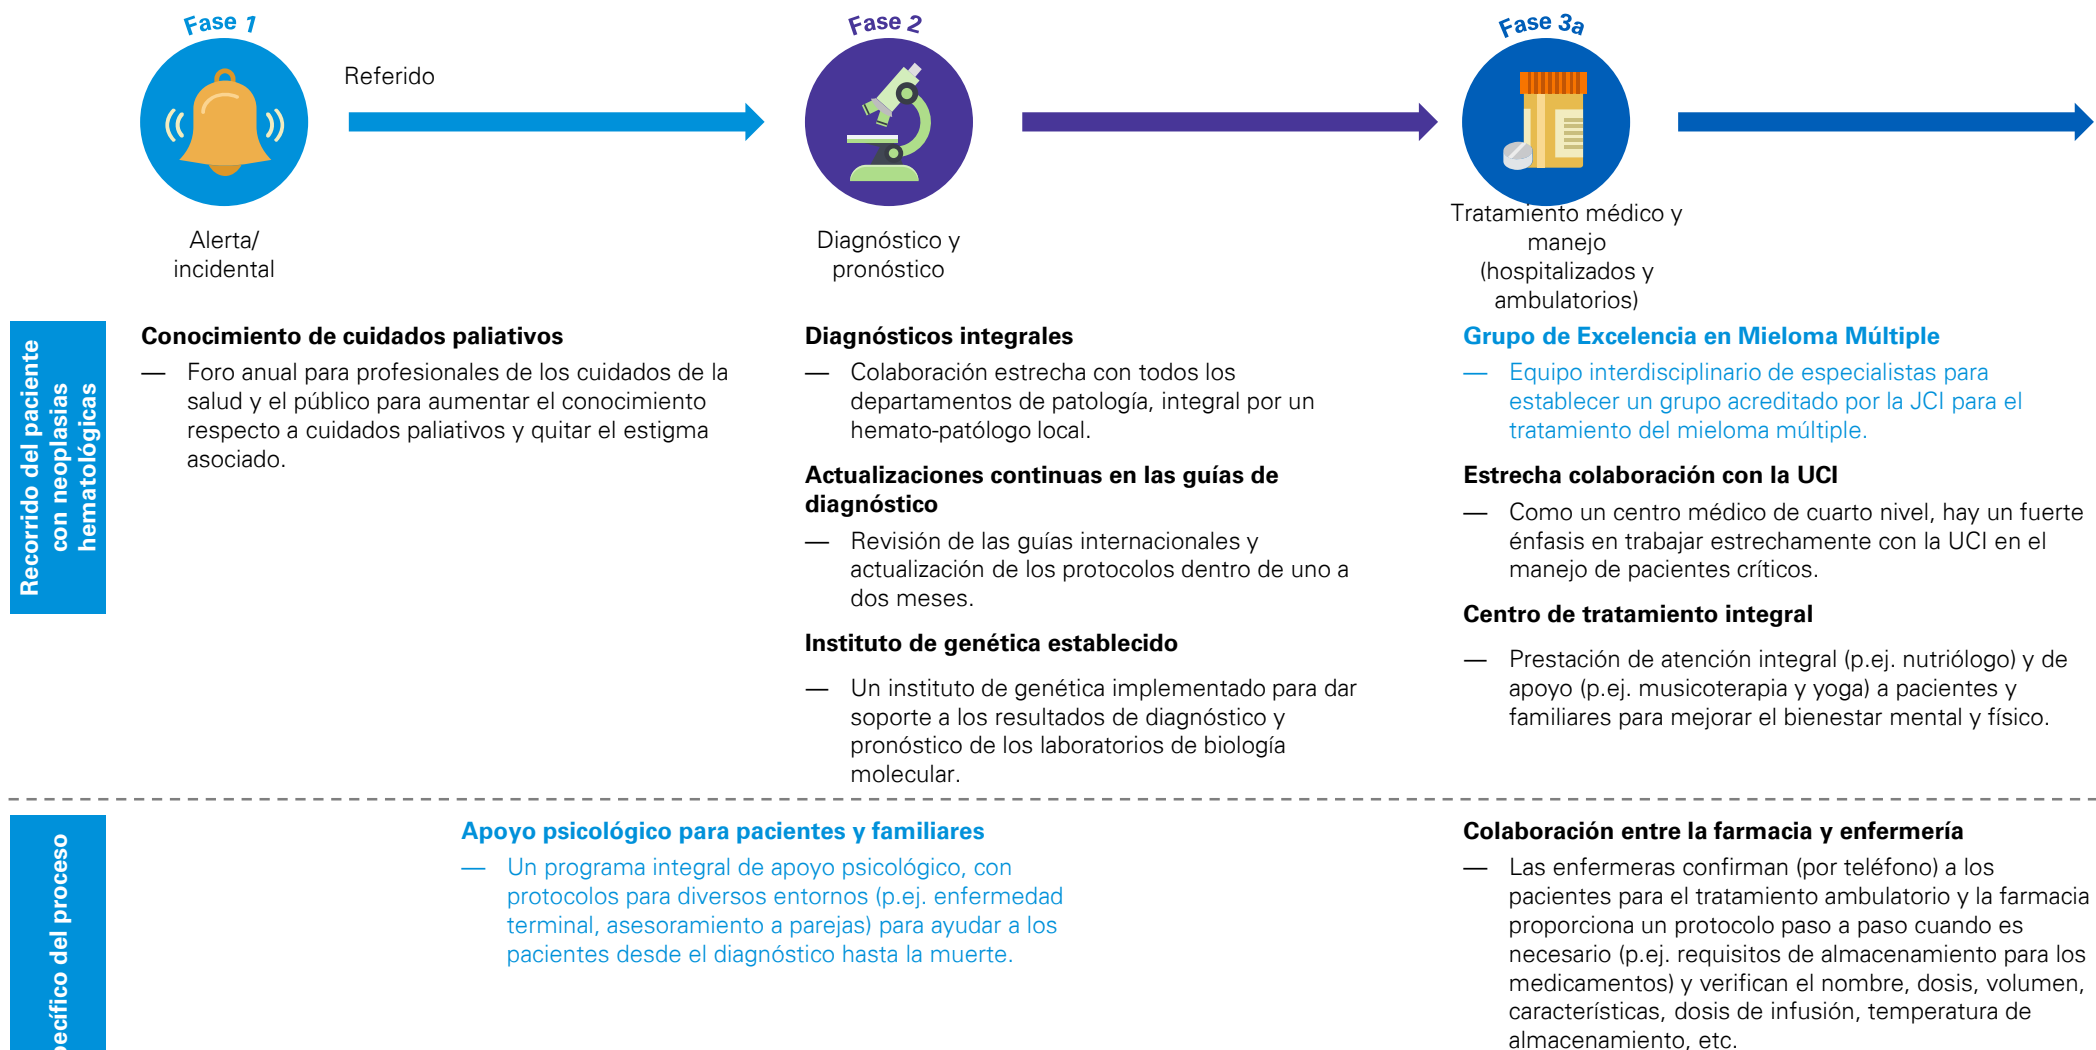 Fase 1
Referido
Alerta/
incidental
Fase 2
Diagnóstico y
pronóstico
Fase 3a
Tratamiento médico y
manejo
(hospitalizados y
ambulatorios)
Recorrido del paciente
con neoplasias
hematológicas
Conocimiento de cuidados paliativos
— Foro anual para profesionales de los cuidados de la
salud y el público para aumentar el conocimiento
respecto a cuidados paliativos y quitar el estigma
asociado.
Diagnósticos integrales
— Colaboración estrecha con todos los
departamentos de patología, integral por un
hemato-patólogo local.
Actualizaciones continuas en las guías de
diagnóstico
— Revisión de las guías internacionales y
actualización de los protocolos dentro de uno a
dos meses.
Instituto de genética establecido
— Un instituto de genética implementado para dar
soporte a los resultados de diagnóstico y
pronóstico de los laboratorios de biología
molecular.
Grupo de Excelencia en Mieloma Múltiple
— Equipo interdisciplinario de especialistas para
establecer un grupo acreditado por la JCI para el
tratamiento del mieloma múltiple.
Estrecha colaboración con la UCI
— Como un centro médico de cuarto nivel, hay un fuerte
énfasis en trabajar estrechamente con la UCI en el
manejo de pacientes críticos.
Centro de tratamiento integral
— Prestación de atención integral (p.ej. nutriólogo) y de
apoyo (p.ej. musicoterapia y yoga) a pacientes y
familiares para mejorar el bienestar mental y físico.
ecífico del proceso
Apoyo psicológico para pacientes y familiares
— Un programa integral de apoyo psicológico, con
protocolos para diversos entornos (p.ej. enfermedad
terminal, asesoramiento a parejas) para ayudar a los
pacientes desde el diagnóstico hasta la muerte.
Colaboración entre la farmacia y enfermería
— Las enfermeras confirman (por teléfono) a los
pacientes para el tratamiento ambulatorio y la farmacia
proporciona un protocolo paso a paso cuando es
necesario (p.ej. requisitos de almacenamiento para los
medicamentos) y verifican el nombre, dosis, volumen,
características, dosis de infusión, temperatura de
almacenamiento, etc.